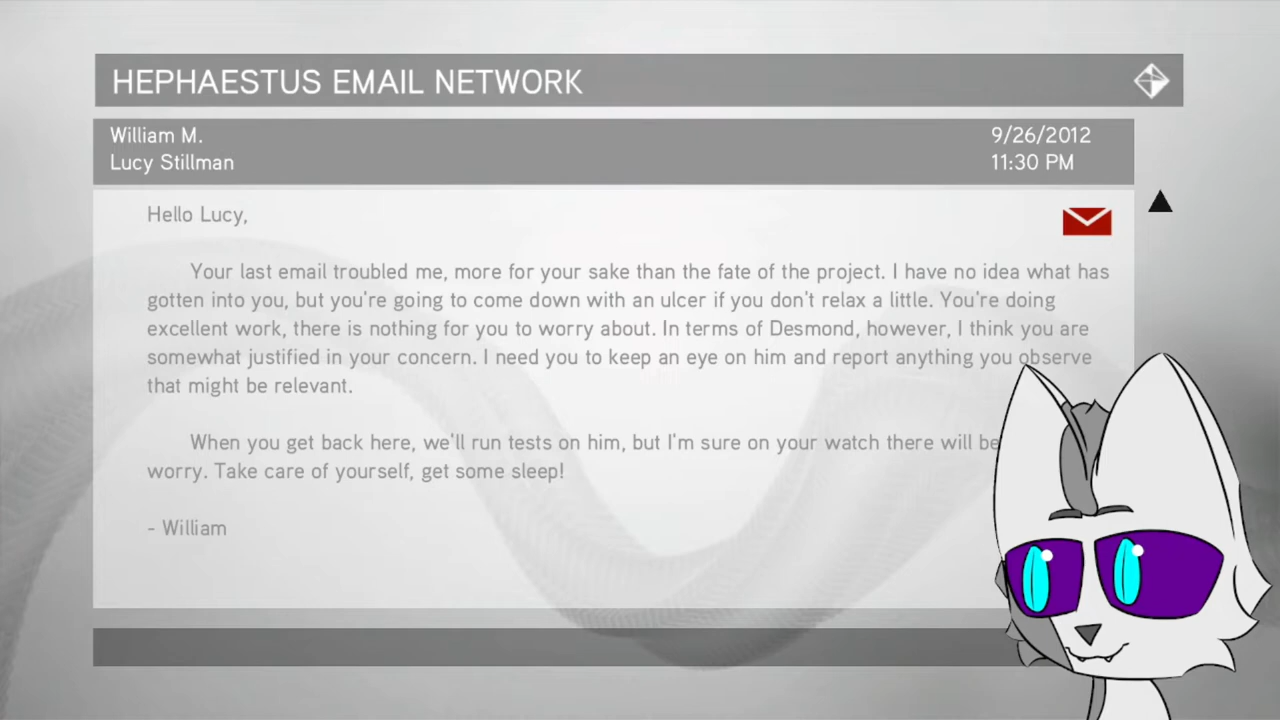 HEPHAESTUS EMAIL NETWORK
William M.
9/26/2012
Lucy Stillman
11:30 PM
Hello Lucy,
Your last email troubled me, more for your sake than the fate of the project. I have no idea what has
gotten into you, but you're going to come down with an ulcer if you don't relax a little. You're doing
excellent work, there is nothing for you to worry about. In terms of Desmond, however, I think you are
somewhat justified in your concern. I need you to keep an eye on him and report anything you observe
that might be relevant.
When you get back here, we'll run tests on him, but I'm sure on your watch there will be
worry. Take care of yourself, get some sleep!
- William